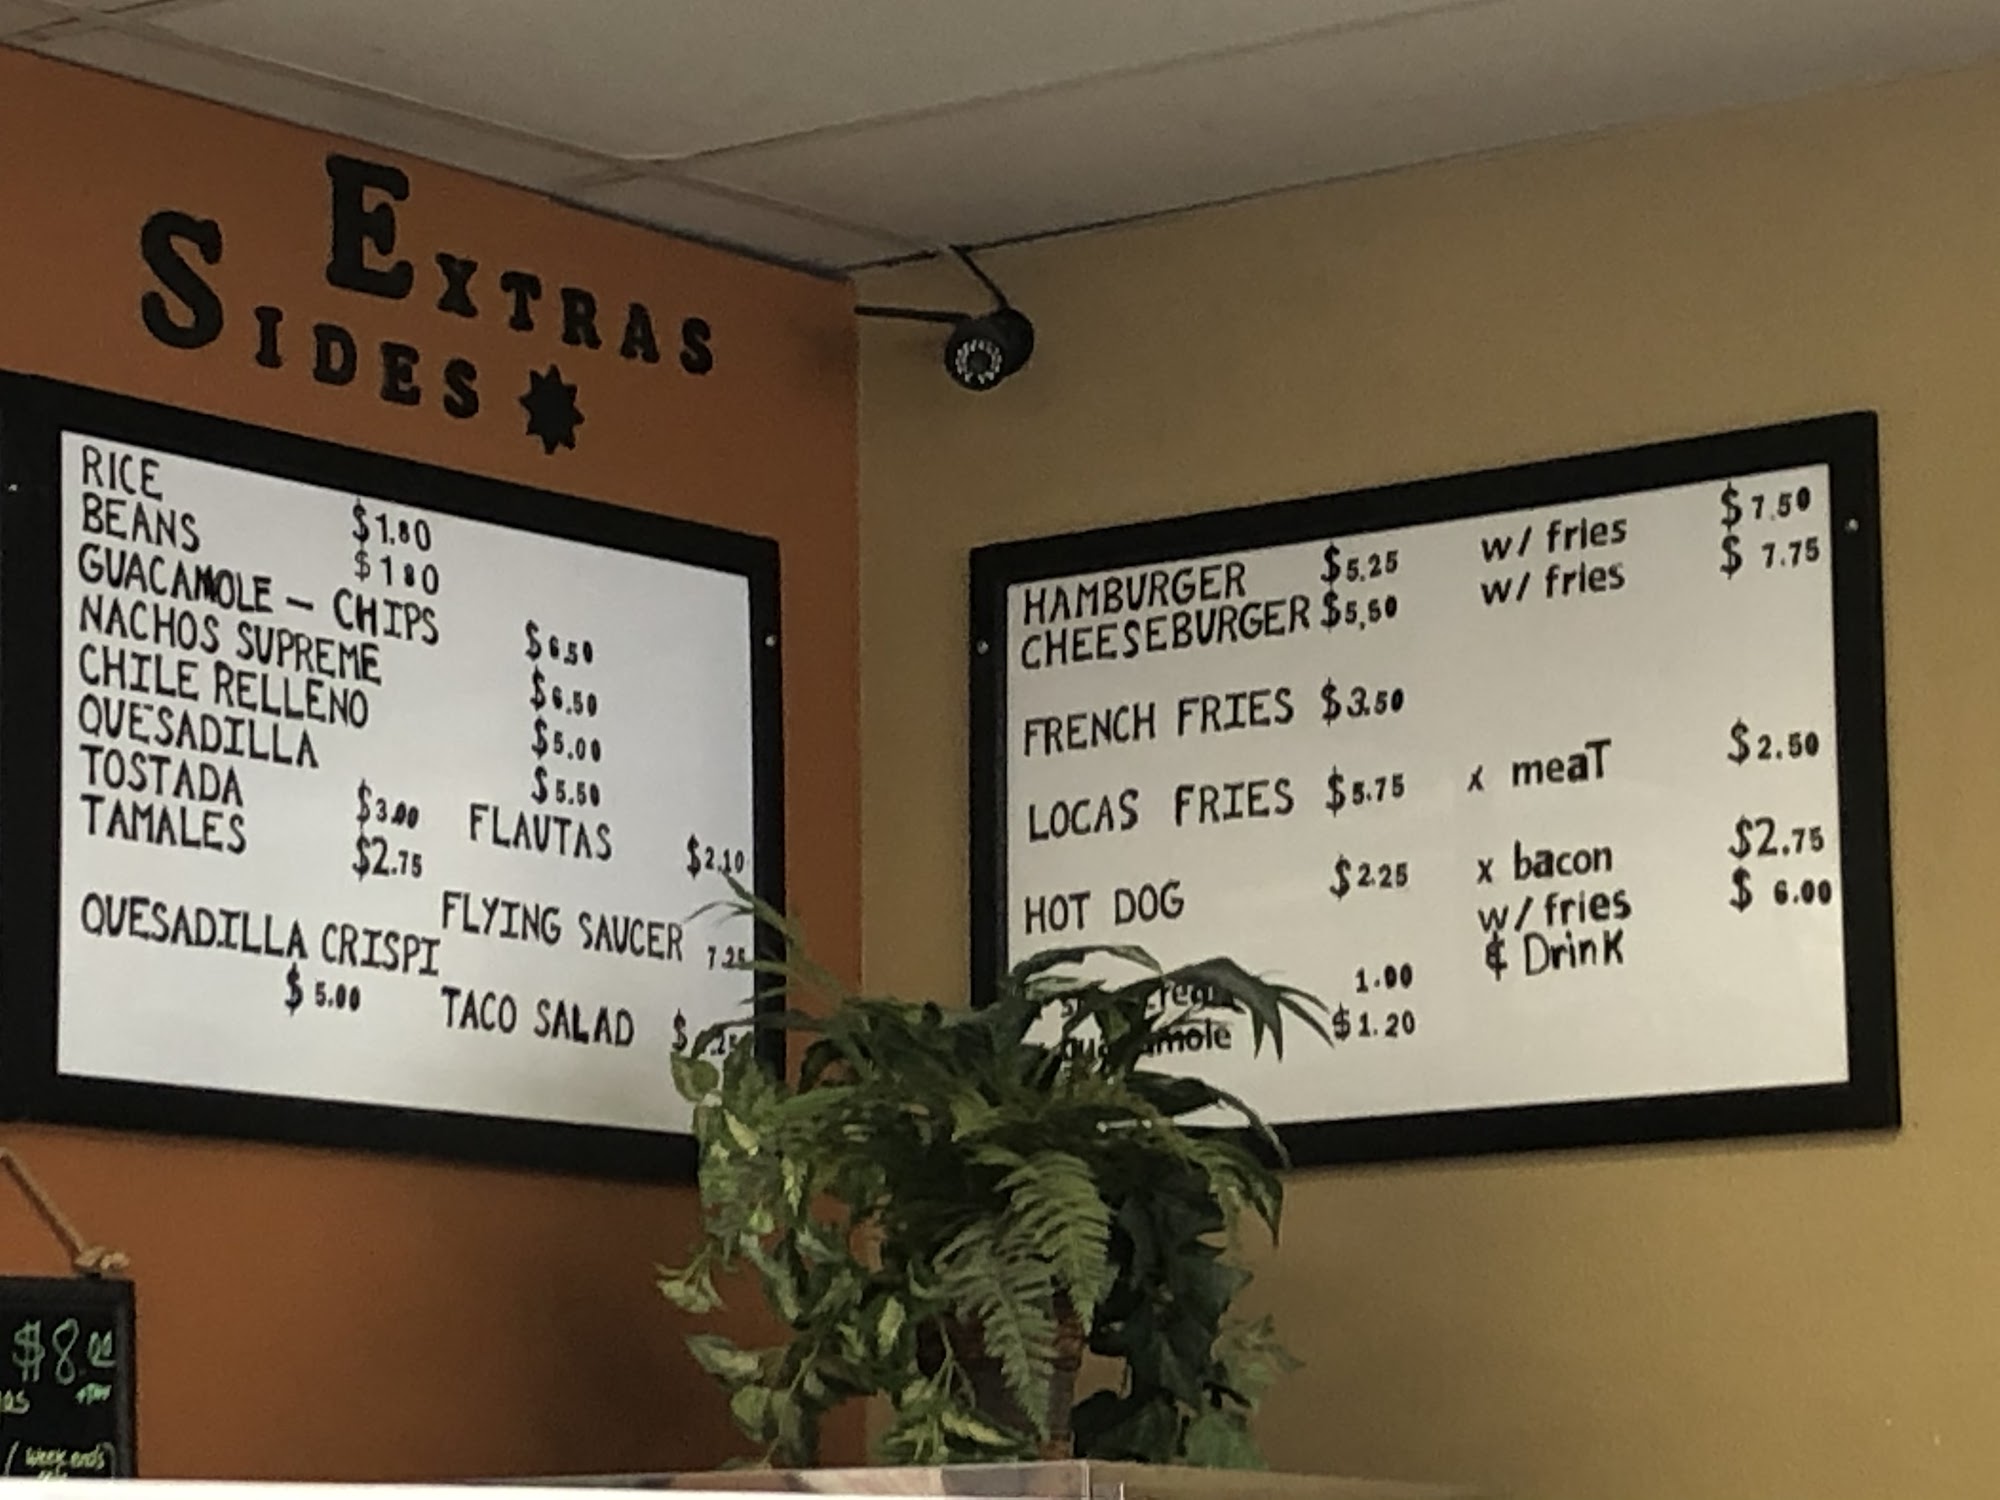 EXTRAS
SIDES
RICE $1.80
BEANS $1 80
GUACAMOLE — CHIPS $6.50
NACHOS SUPREME $6.50
CHILE RELLENO $5.00
QUESADILLA $5.50
TOSTADA $3.00 FLAUTAS $2.10
TAMALES $2.75
FLYING SAUCER 7.25
QUESADILLA CRISPI
$5.00 TACO SALAD $
HAMBURGER $5.25 w/ fries $7.50
CHEESEBURGER $5,50 w/ fries $7.75
FRENCH FRIES $3.50
LOCAS FRIES $5.75 x meaT $2.50
HOT DOG $2.25 x bacon $2.75
w/ fries $6.00
& DrinK
1.00
$1.20
$8.00
weekends